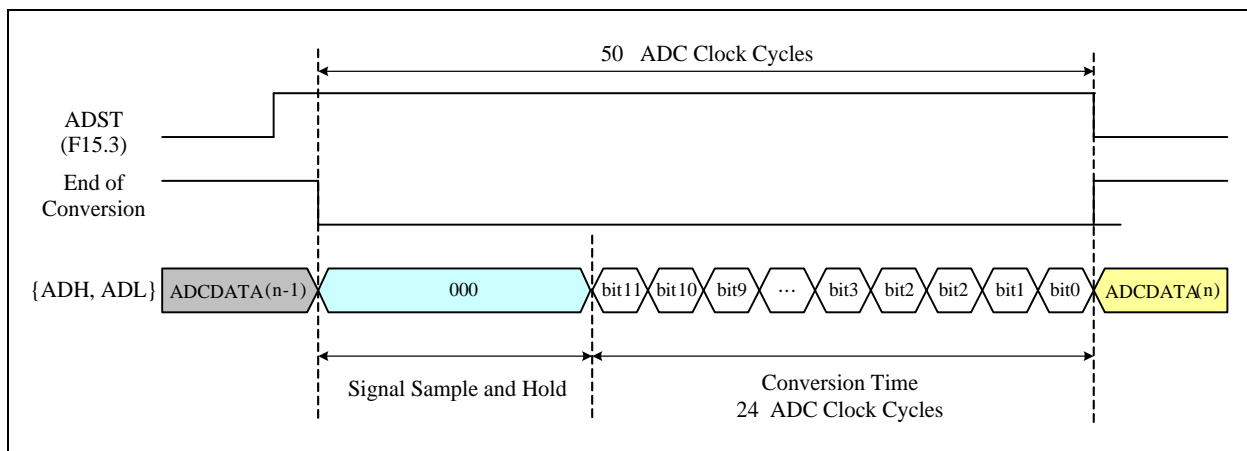 50 ADC Clock Cycles
ADST
(F15.3)
End of
Conversion
{ADH, ADL}
ADCDATA(n-1)
000
bit11
bit10
bit9
...
bit3
bit2
bit2
bit1
bit0
ADCDATA(n)
Signal Sample and Hold
Conversion Time
24 ADC Clock Cycles